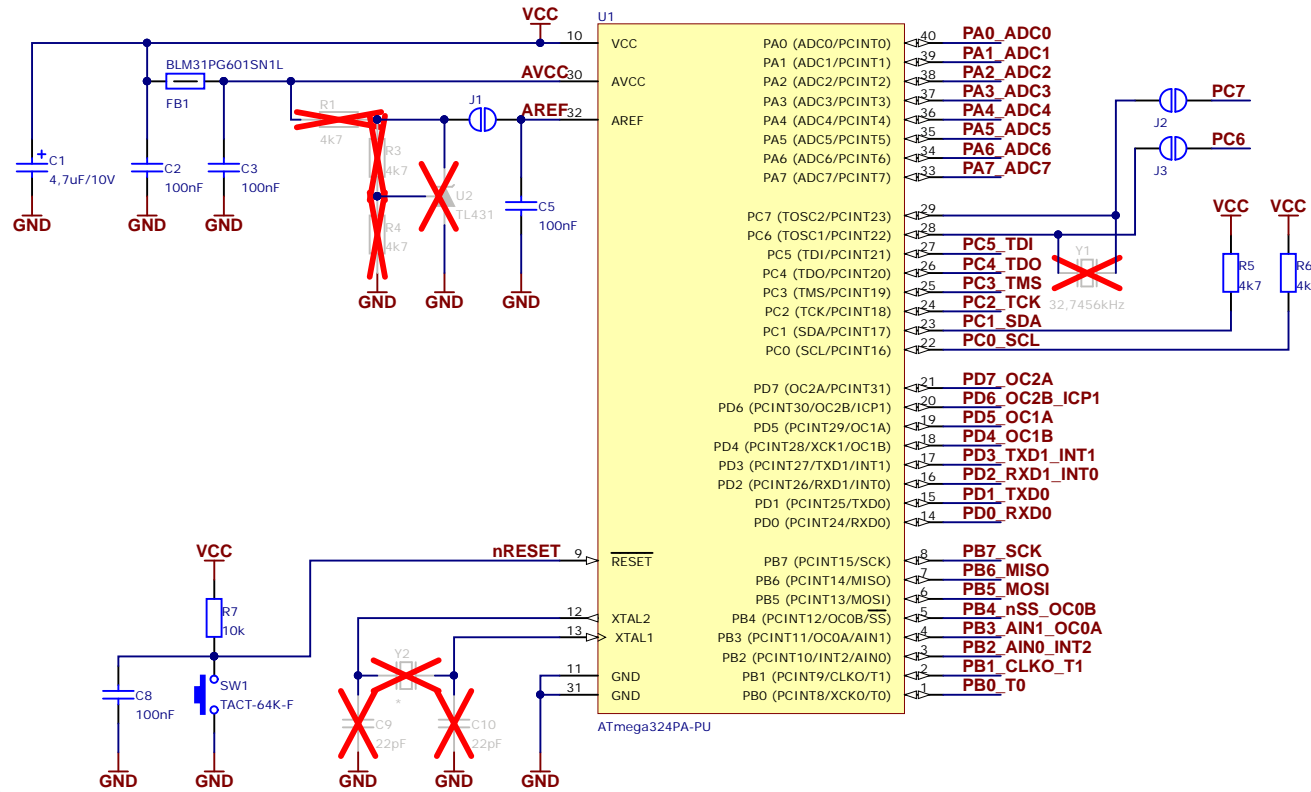 VCC
U1
10 VCC
PA0 (ADC0/PCINT0) 40 PA0_ADC0
PA1 (ADC1/PCINT1) 39 PA1_ADC1
PA2 (ADC2/PCINT2) 38 PA2_ADC2
PA3 (ADC3/PCINT3) 37 PA3_ADC3
PA4 (ADC4/PCINT4) 36 PA4_ADC4
PA5 (ADC5/PCINT5) 35 PA5_ADC5
PA6 (ADC6/PCINT6) 34 PA6_ADC6
PA7 (ADC7/PCINT7) 33 PA7_ADC7
BLM31PG601SN1L
FB1
AVCC 30 AVCC
R1
4k7
J1
AREF 32 AREF
J2
PC7
J3
PC6
C1
4,7uF/10V
C2
100nF
C3
100nF
R3
4k7
R4
4k7
U2
TL431
C5
100nF
GND
GND
GND
GND
GND
GND
PC7 (TOSC2/PCINT23) 29
PC6 (TOSC1/PCINT22) 28
PC5 (TDI/PCINT21) 27 PC5_TDI
PC4 (TDO/PCINT20) 26 PC4_TDO
PC3 (TMS/PCINT19) 25 PC3_TMS
PC2 (TCK/PCINT18) 24 PC2_TCK
PC1 (SDA/PCINT17) 23 PC1_SDA
PC0 (SCL/PCINT16) 22 PC0_SCL
Y1
32,7456kHz
VCC
VCC
R5
4k7
R6
4k
PD7 (OC2A/PCINT31) 21 PD7_OC2A
PD6 (PCINT30/OC2B/ICP1) 20 PD6_OC2B_ICP1
PD5 (PCINT29/OC1A) 19 PD5_OC1A
PD4 (PCINT28/XCK1/OC1B) 18 PD4_OC1B
PD3 (PCINT27/TXD1/INT1) 17 PD3_TXD1_INT1
PD2 (PCINT26/RXD1/INT0) 16 PD2_RXD1_INT0
PD1 (PCINT25/TXD0) 15 PD1_TXD0
PD0 (PCINT24/RXD0) 14 PD0_RXD0
VCC
nRESET 9 RESET
R7
10k
C8
100nF
SW1
TACT-64K-F
GND
GND
12 XTAL2
13 XTAL1
Y2
*
C9
22pF
C10
22pF
GND
GND
11 GND
31 GND
GND
PB7 (PCINT15/SCK) 8 PB7_SCK
PB6 (PCINT14/MISO) 7 PB6_MISO
PB5 (PCINT13/MOSI) 6 PB5_MOSI
PB4 (PCINT12/OC0B/SS) 5 PB4_nSS_OC0B
PB3 (PCINT11/OC0A/AIN1) 4 PB3_AIN1_OC0A
PB2 (PCINT10/INT2/AIN0) 3 PB2_AIN0_INT2
PB1 (PCINT9/CLKO/T1) 2 PB1_CLKO_T1
PB0 (PCINT8/XCK0/T0) 1 PB0_T0
ATmega324PA-PU